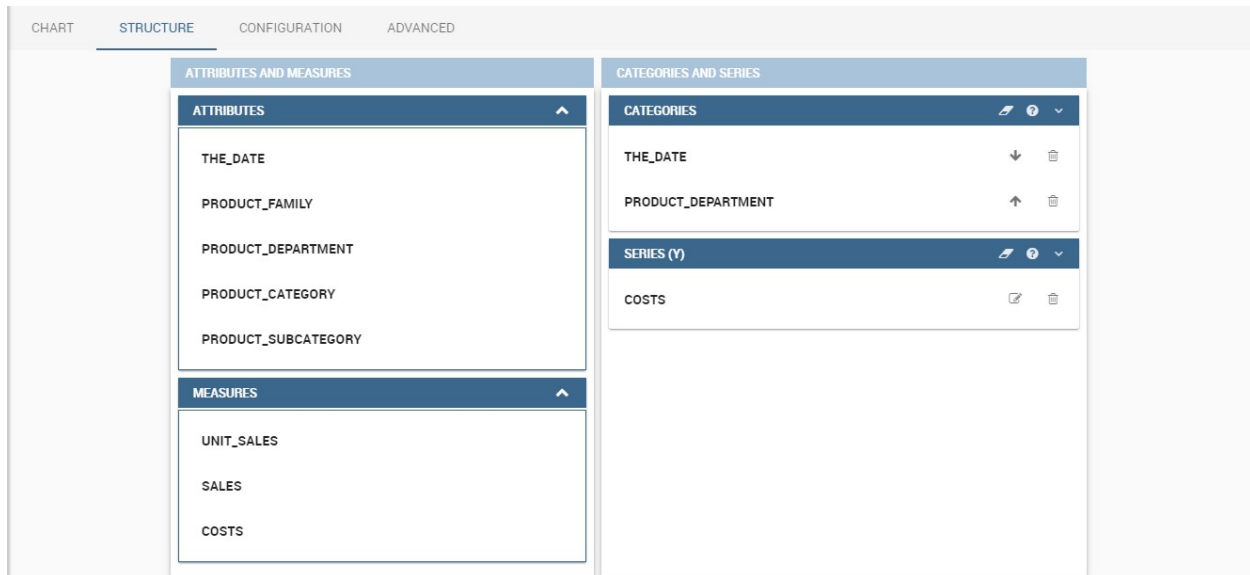 CHART STRUCTURE CONFIGURATION ADVANCED
ATTRIBUTES AND MEASURES
ATTRIBUTES
THE_DATE
PRODUCT_FAMILY
PRODUCT_DEPARTMENT
PRODUCT_CATEGORY
PRODUCT_SUBCATEGORY
MEASURES
UNIT_SALES
SALES
COSTS
CATEGORIES AND SERIES
CATEGORIES
THE_DATE
PRODUCT_DEPARTMENT
SERIES (Y)
COSTS